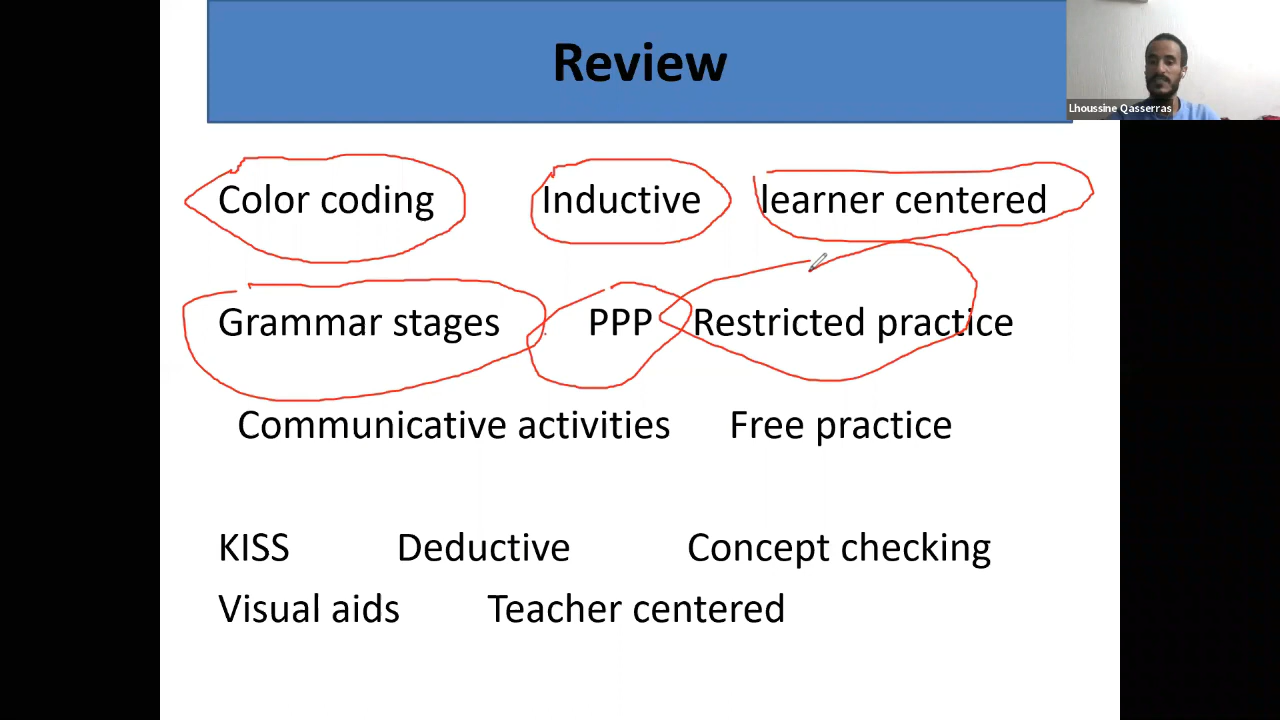 Review
Lhoussine Qasserras
Color coding Inductive learner centered
Grammar stages PPP Restricted practice
Communicative activities Free practice
KISS Deductive Concept checking
Visual aids Teacher centered